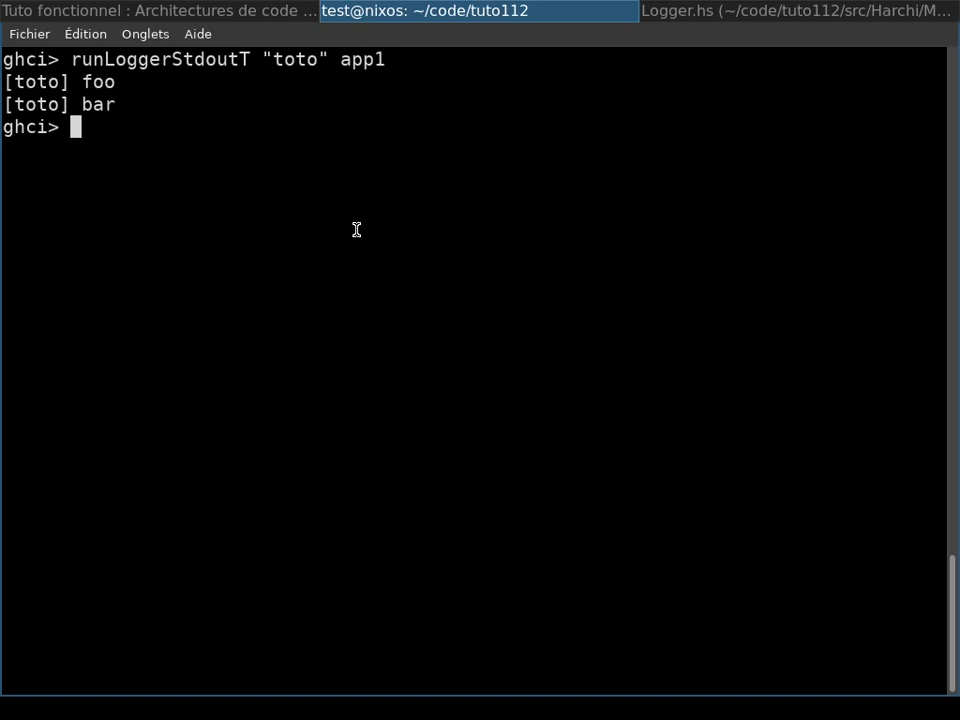 Tuto fonctionnel : Architectures de code ... test@nixos: ~/code/tuto112 Logger.hs (~/code/tuto112/src/Harchi/M...
Fichier Édition Onglets Aide
ghci> runLoggerStdoutT "toto" app1
[toto] foo
[toto] bar
ghci>